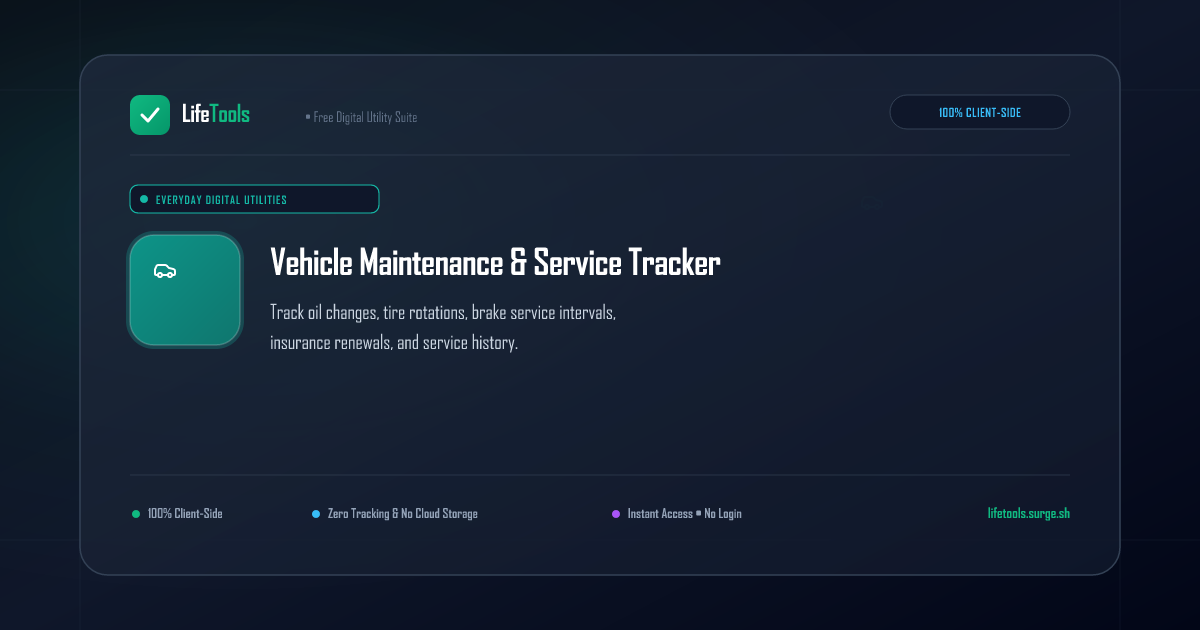 LifeTools
▪ Free Digital Utility Suite
100% CLIENT-SIDE
EVERYDAY DIGITAL UTILITIES
Vehicle Maintenance & Service Tracker
Track oil changes, tire rotations, brake service intervals,
insurance renewals, and service history.
100% Client-Side
Zero Tracking & No Cloud Storage
Instant Access ▪ No Login
lifetools.surge.sh